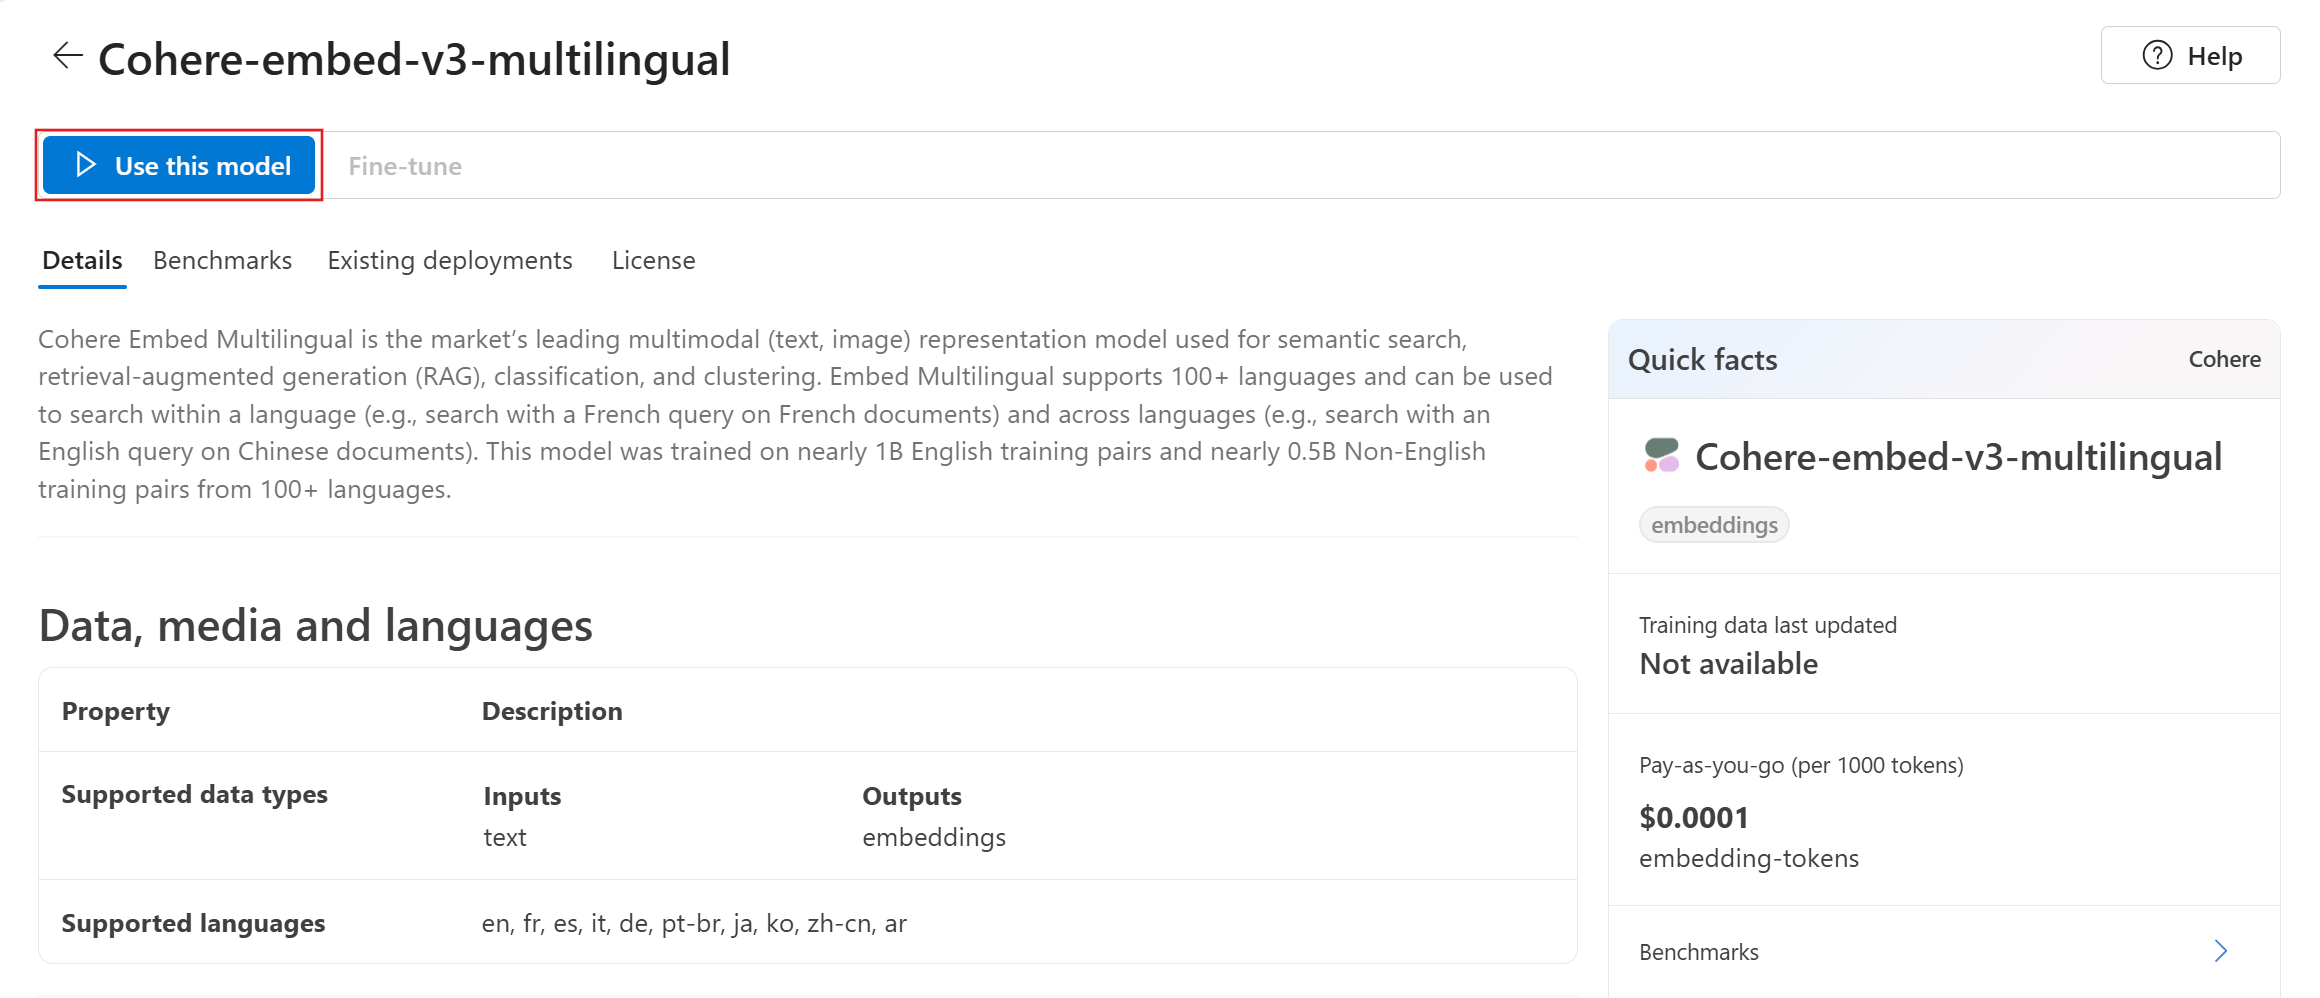 Cohere-embed-v3-multilingual
Help
Use this model
Fine-tune
Details Benchmarks Existing deployments License
Cohere Embed Multilingual is the market’s leading multimodal (text, image) representation model used for semantic search,
retrieval-augmented generation (RAG), classification, and clustering. Embed Multilingual supports 100+ languages and can be used
to search within a language (e.g., search with a French query on French documents) and across languages (e.g., search with an
English query on Chinese documents). This model was trained on nearly 1B English training pairs and nearly 0.5B Non-English
training pairs from 100+ languages.
Data, media and languages
Property Description
Supported data types Inputs Outputs
text embeddings
Supported languages en, fr, es, it, de, pt-br, ja, ko, zh-cn, ar
Quick facts Cohere
Cohere-embed-v3-multilingual
embeddings
Training data last updated
Not available
Pay-as-you-go (per 1000 tokens)
$0.0001
embedding-tokens
Benchmarks